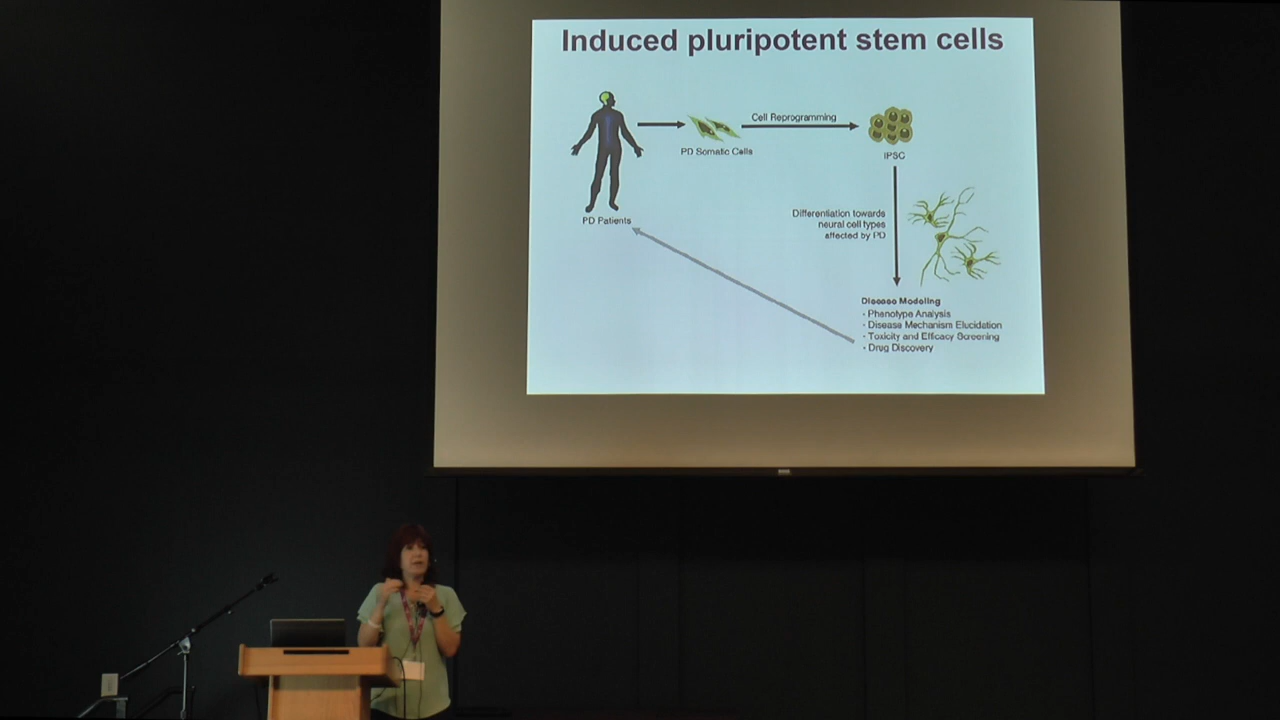 Induced pluripotent stem cells
Cell Reprogramming
PD Somatic Cells
IPSC
PD Patients
Differentiation towards
neural cell types
affected by PD
Disease Modeling
- Phenotype Analysis
- Disease Mechanism Elucidation
- Toxicity and Efficacy Screening
- Drug Discovery